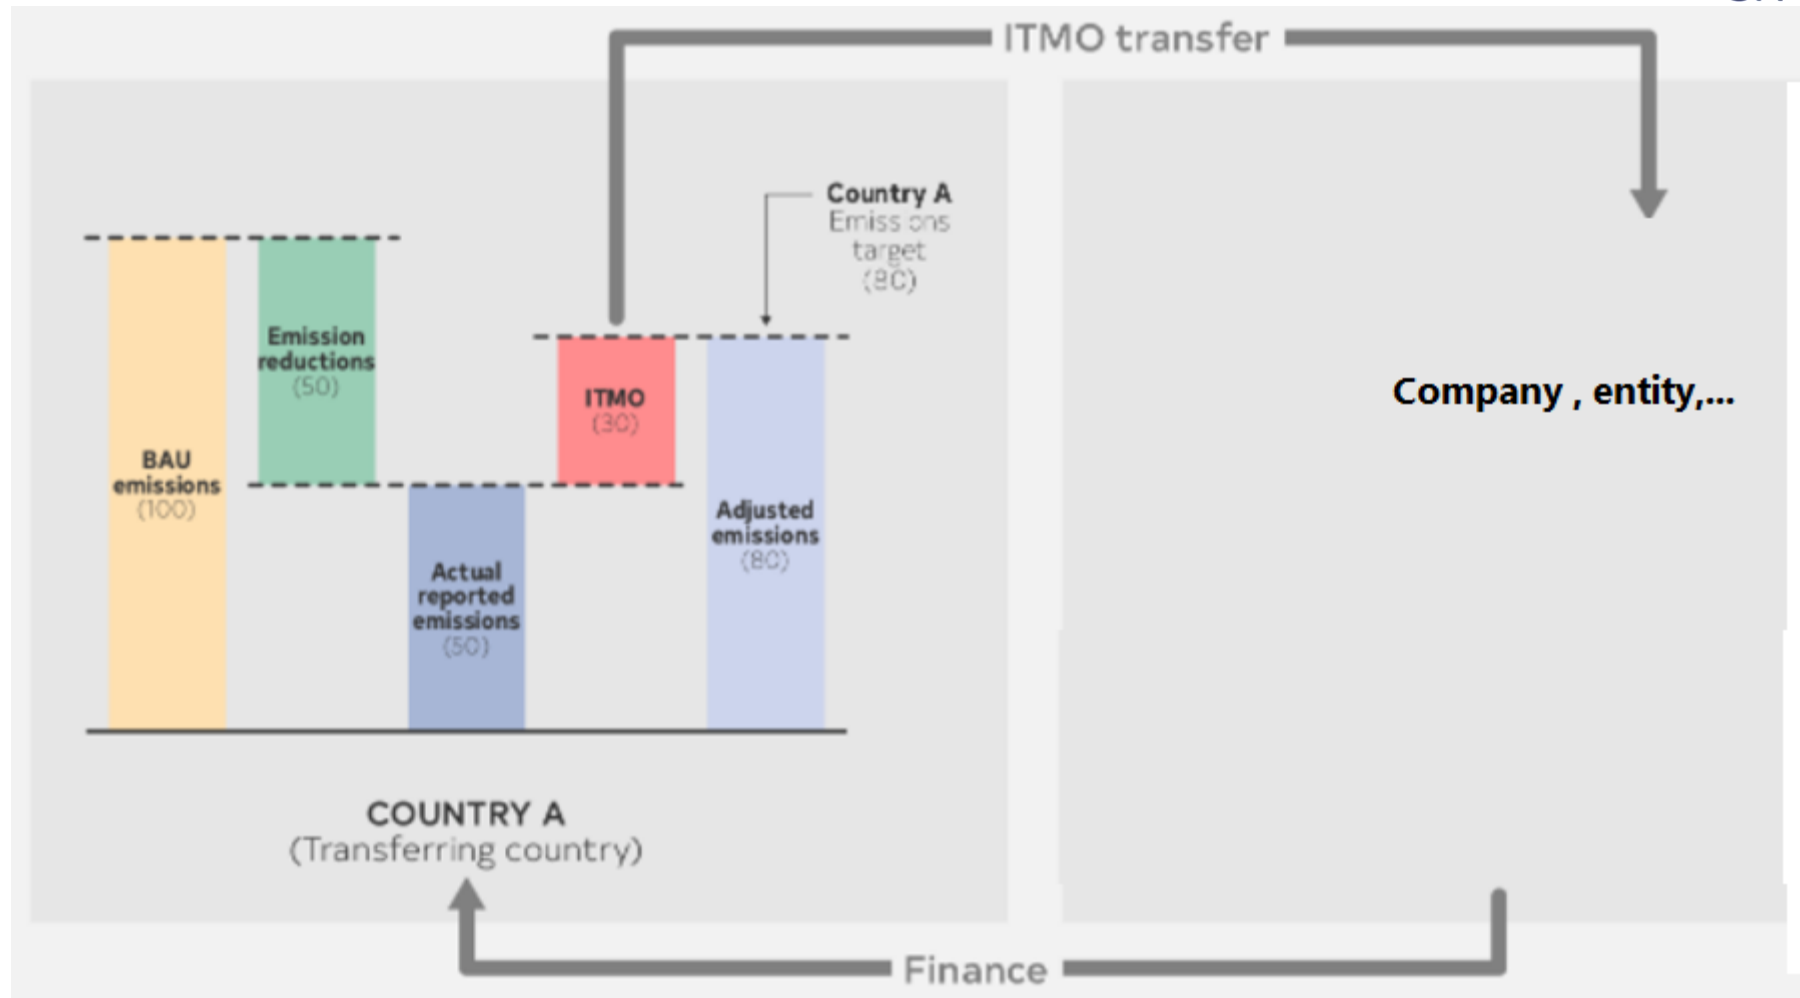 ITMO transfer
Country A
Emissions
target
(80)
Emission
reductions
(50)
ITMO
(30)
Company , entity,...
BAU
emissions
(100)
Adjusted
emissions
(80)
Actual
reported
emissions
(50)
COUNTRY A
(Transferring country)
Finance